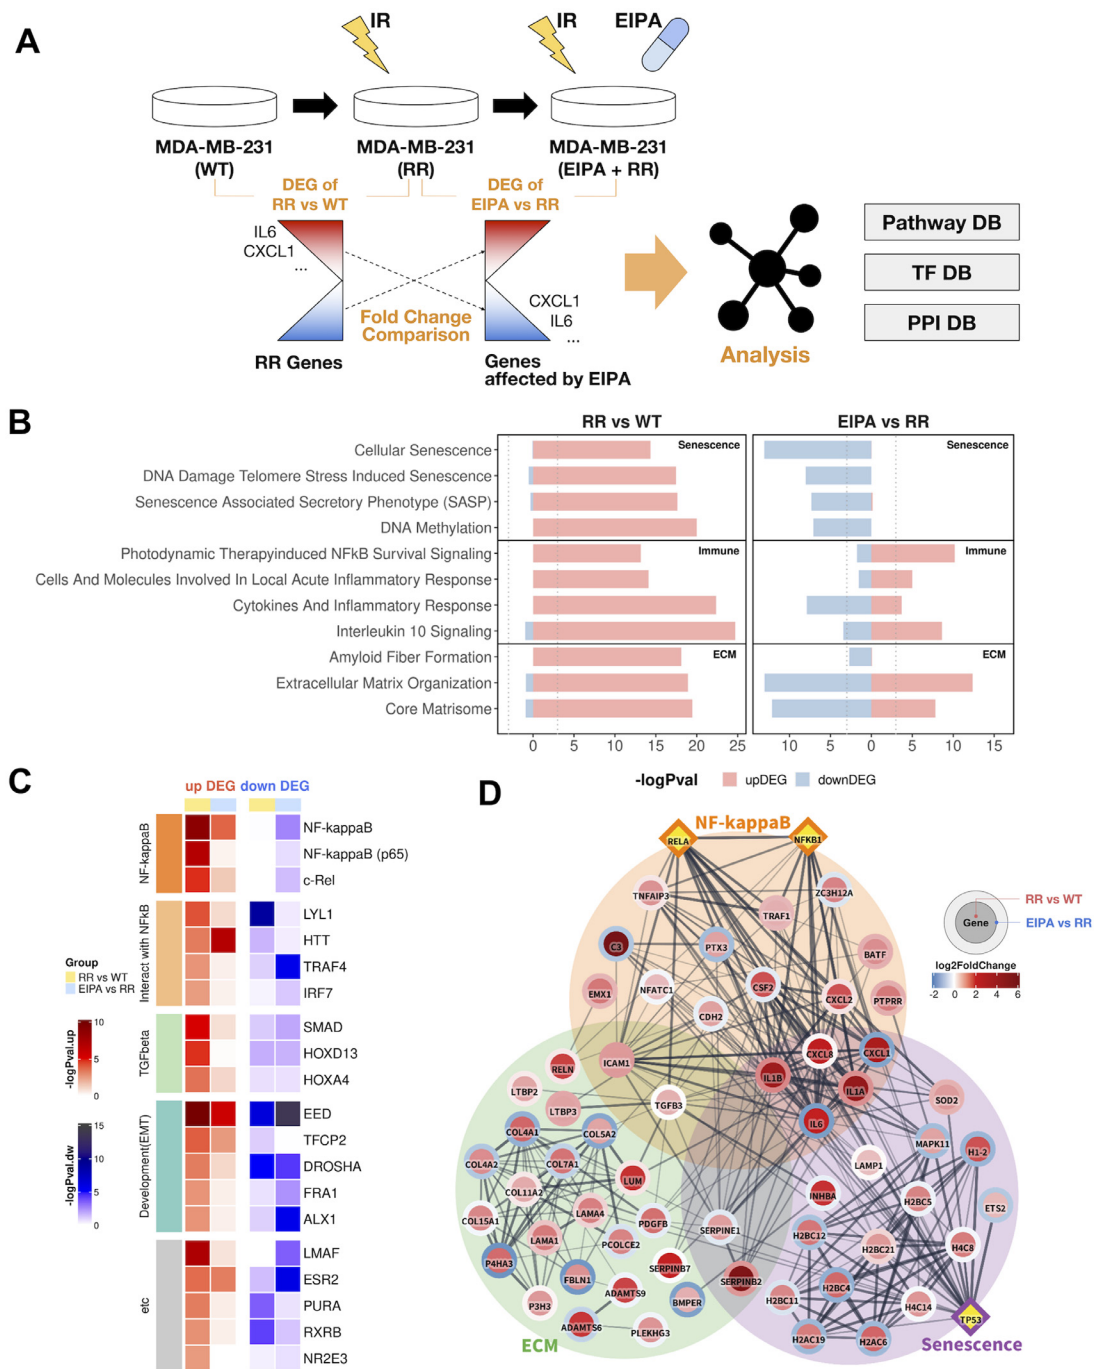 A
IR
IR
EIPA
MDA-MB-231
(WT)
MDA-MB-231
(RR)
MDA-MB-231
(EIPA + RR)
DEG of
RR vs WT
DEG of
EIPA vs RR
IL6
CXCL1
...
CXCL1
IL6
...
Fold Change
Comparison
RR Genes
Genes
affected by EIPA
Analysis
Pathway DB
TF DB
PPI DB
B
RR vs WT
EIPA vs RR
Cellular Senescence
DNA Damage Telomere Stress Induced Senescence
Senescence Associated Secretory Phenotype (SASP)
DNA Methylation
Photodynamic Therapyinduced NFkB Survival Signaling
Cells And Molecules Involved In Local Acute Inflammatory Response
Cytokines And Inflammatory Response
Interleukin 10 Signaling
Amyloid Fiber Formation
Extracellular Matrix Organization
Core Matrisome
Senescence
Immune
ECM
Senescence
Immune
ECM
0 5 10 15 20 25
10 5 0 5 10 15
-logPval
upDEG
downDEG
C
up DEG
down DEG
NF-kappaB
Interact with NFkB
TGFbeta
Development(EMT)
etc
NF-kappaB
NF-kappaB (p65)
c-Rel
LYL1
HTT
TRAF4
IRF7
SMAD
HOXD13
HOXA4
EED
TFCP2
DROSHA
FRA1
ALX1
LMAF
ESR2
PURA
RXRB
NR2E3
Group
RR vs WT
EIPA vs RR
-logPval.up
10
5
0
-logPval.dw
15
10
5
0
D
NF-kappaB
RELA
NFKB1
TNFAIP3
ZC3H12A
TRAF1
C3
PTX3
BATF
EMX1
NFATC1
CSF2
CXCL2
PTPRR
CDH2
CXCL8
CXCL1
ICAM1
IL1B
IL1A
RELN
LTBP2
LTBP3
TGFB3
IL6
SOD2
COL4A1
COL5A2
MAPK11
H1-2
COL4A2
COL7A1
LAMP1
LUM
COL11A2
INHBA
H2BC5
ETS2
COL15A1
LAMA4
PDGFB
SERPINE1
LAMA1
PCOLCE2
H2BC12
H2BC21
H4C8
P4HA3
FBLN1
SERPINB7
SERPINB2
H2BC4
ADAMTS9
BMPER
H2BC11
H4C14
P3H3
TP53
ADAMTS6
PLEKHG3
H2AC19
H2AC6
ECM
Senescence
Gene
RR vs WT
EIPA vs RR
log2FoldChange
-2 0 2 4 6